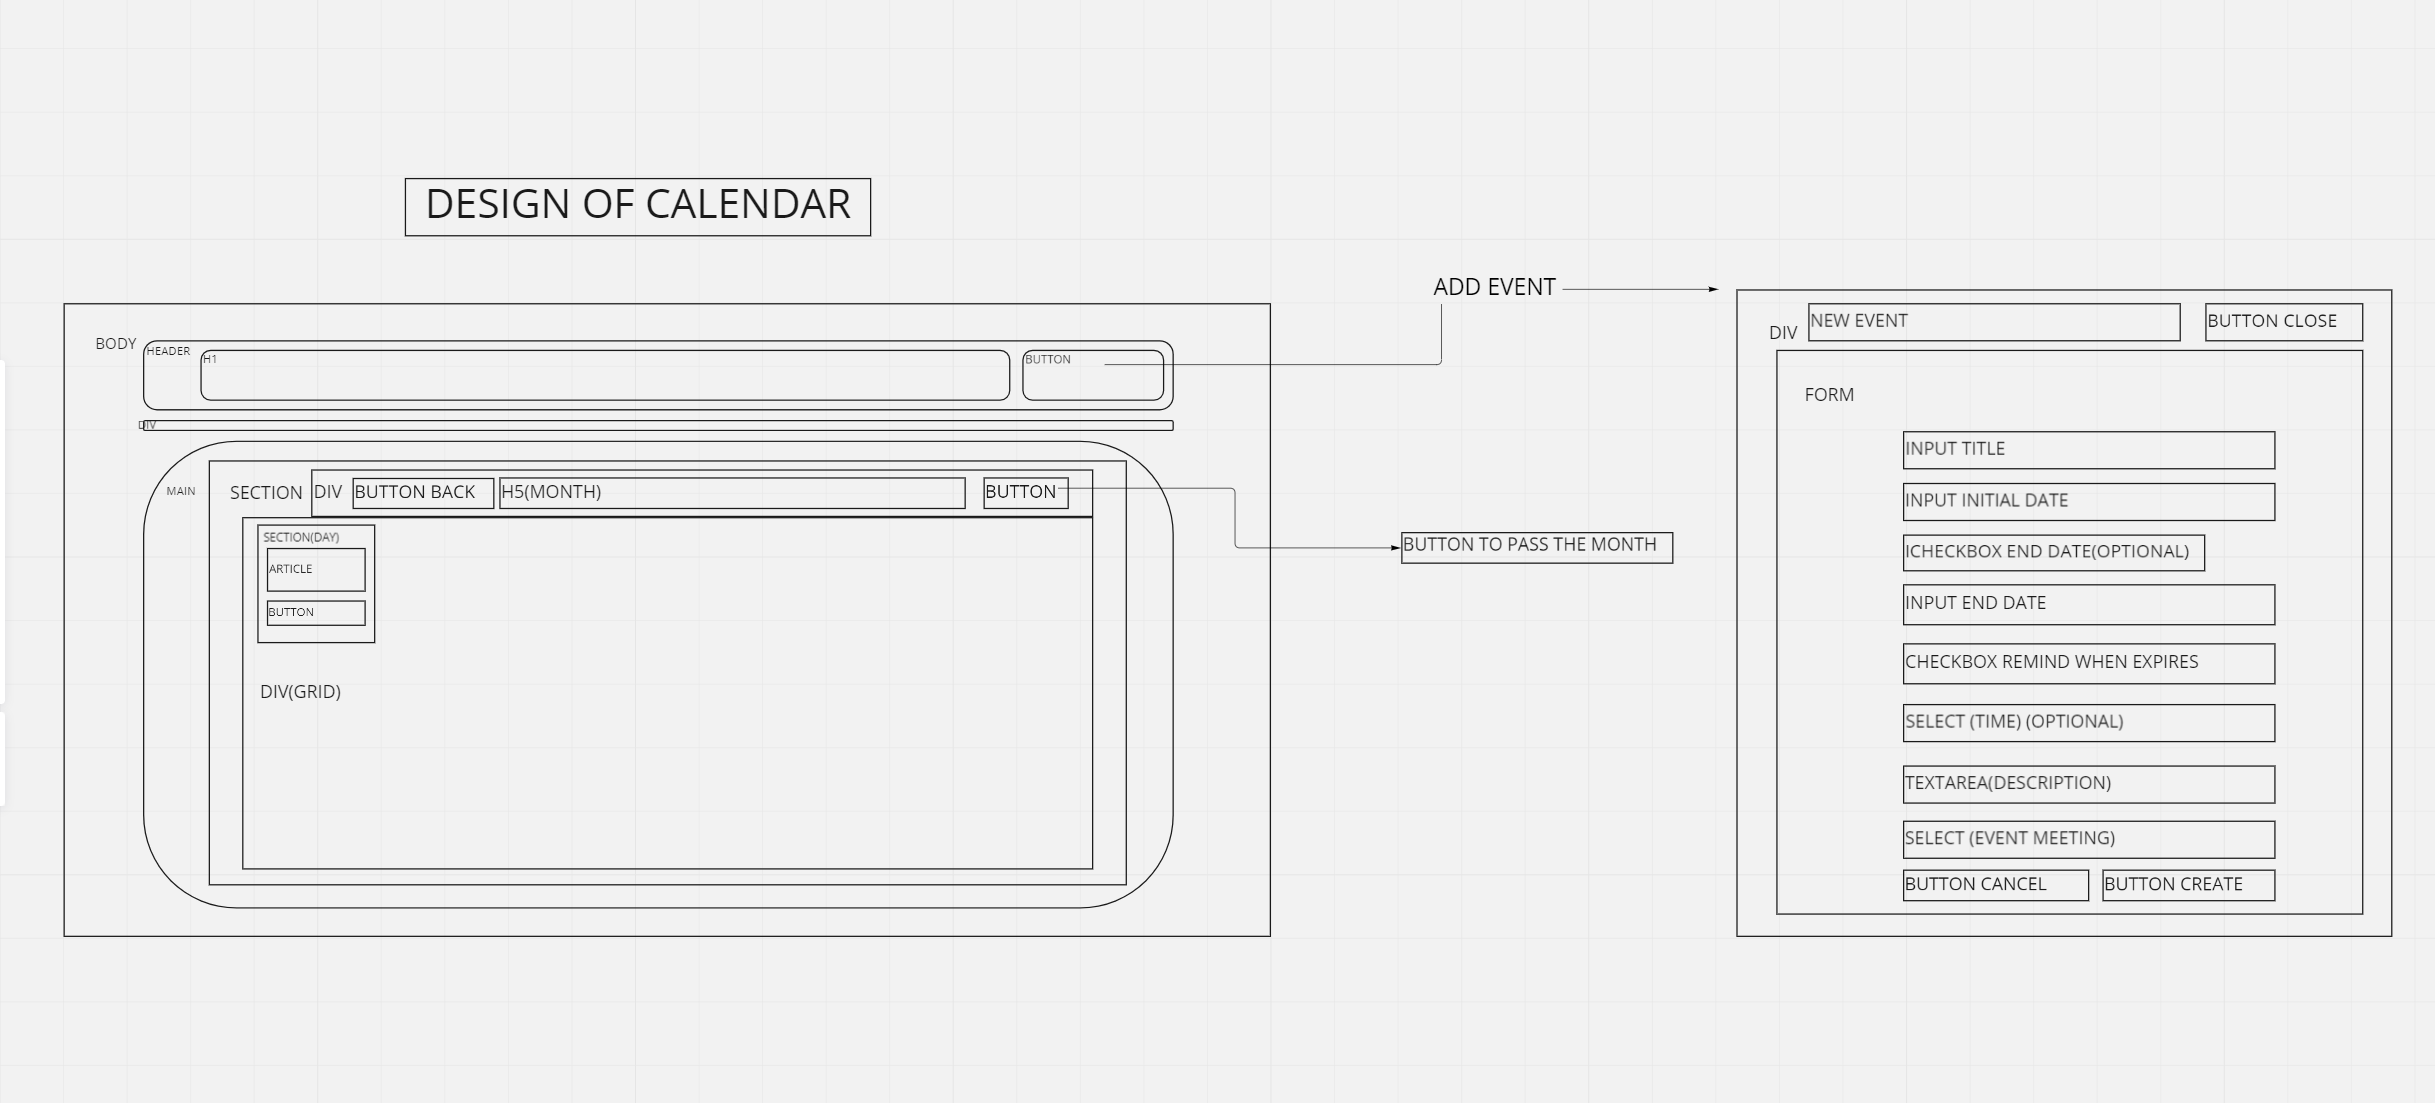 DESIGN OF CALENDAR
ADD EVENT
BODY
HEADER
H1
BUTTON
DIV
MAIN
SECTION
DIV
BUTTON BACK
H5(MONTH)
BUTTON
SECTION(DAY)
ARTICLE
BUTTON
DIV(GRID)
BUTTON TO PASS THE MONTH
DIV
NEW EVENT
BUTTON CLOSE
FORM
INPUT TITLE
INPUT INITIAL DATE
ICHECKBOX END DATE(OPTIONAL)
INPUT END DATE
CHECKBOX REMIND WHEN EXPIRES
SELECT (TIME) (OPTIONAL)
TEXTAREA(DESCRIPTION)
SELECT (EVENT MEETING)
BUTTON CANCEL
BUTTON CREATE